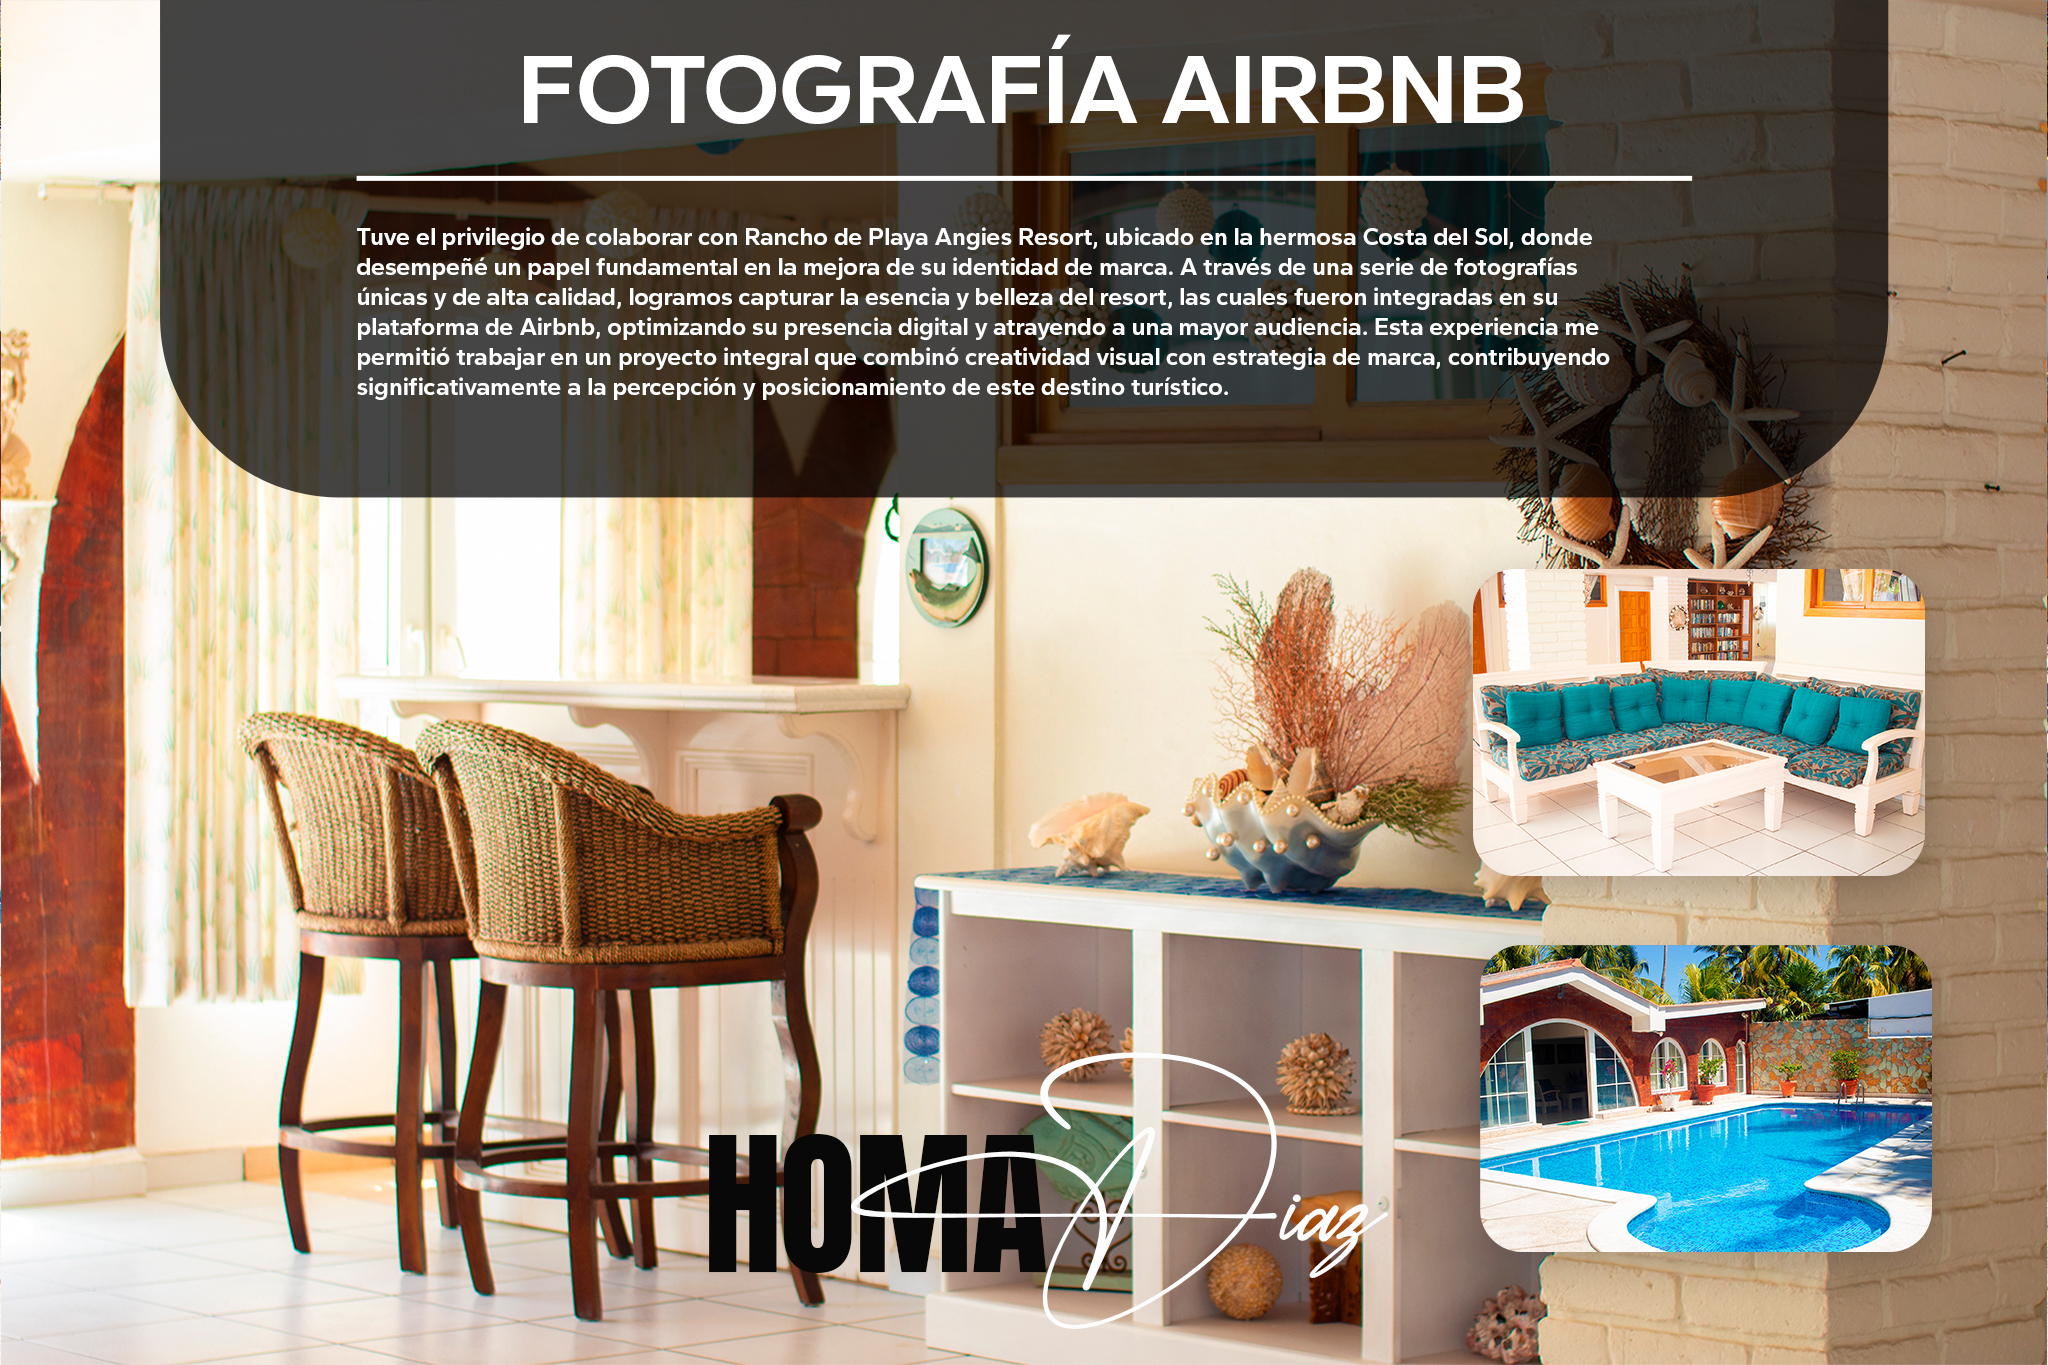 FOTOGRAFÍA AIRBNB
Tuve el privilegio de colaborar con Rancho de Playa Angies Resort, ubicado en la hermosa Costa del Sol, donde
desempeñé un papel fundamental en la mejora de su identidad de marca. A través de una serie de fotografías
únicas y de alta calidad, logramos capturar la esencia y belleza del resort, las cuales fueron integradas en su
plataforma de Airbnb, optimizando su presencia digital y atrayendo a una mayor audiencia. Esta experiencia me
permitió trabajar en un proyecto integral que combinó creatividad visual con estrategia de marca, contribuyendo
significativamente a la percepción y posicionamiento de este destino turístico.
HOMA Diaz